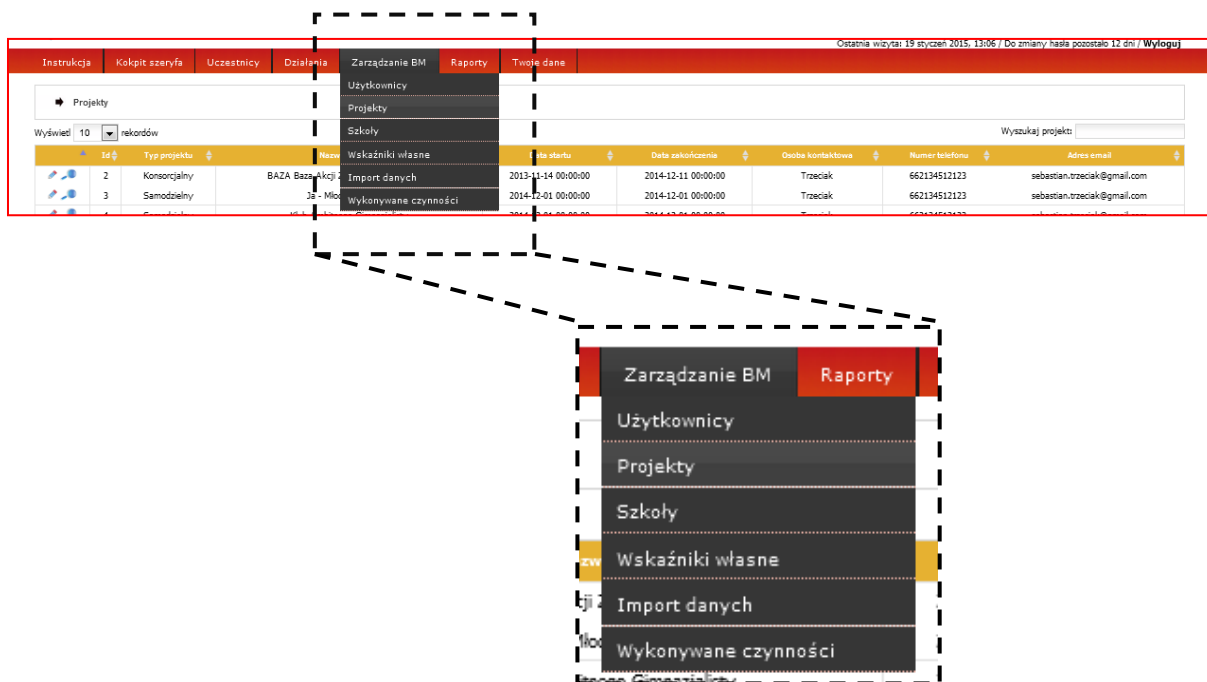 Ostatnia wizyta: 19 styczeń 2015, 13:06 / Do zmiany hasła pozostało 12 dni / Wyloguj
Instrukcja Kokpit szeryfa Uczestnicy Działania Zarządzanie BM Raporty Twoje dane
Użytkownicy
Projekty
Projekty
Szkoły
Wskaźniki własne
Import danych
Wykonywane czynności
Wyświetl 10 rekordów
Wyszukaj projekt:
Id Typ projektu Data startu Data zakończenia Osoba kontaktowa Numer telefonu Adres email
2 Konsorcjalny BAZA Baza Akcji 2013-11-14 00:00:00 2014-12-11 00:00:00 Trzeciak 662134512123 sebastian.trzeciak@gmail.com
3 Samodzielny Ja - 2014-12-01 00:00:00 2014-12-01 00:00:00 Trzeciak 662134512123 sebastian.trzeciak@gmail.com
Zarządzanie BM Raporty
Użytkownicy
Projekty
Szkoły
Wskaźniki własne
Import danych
Wykonywane czynności